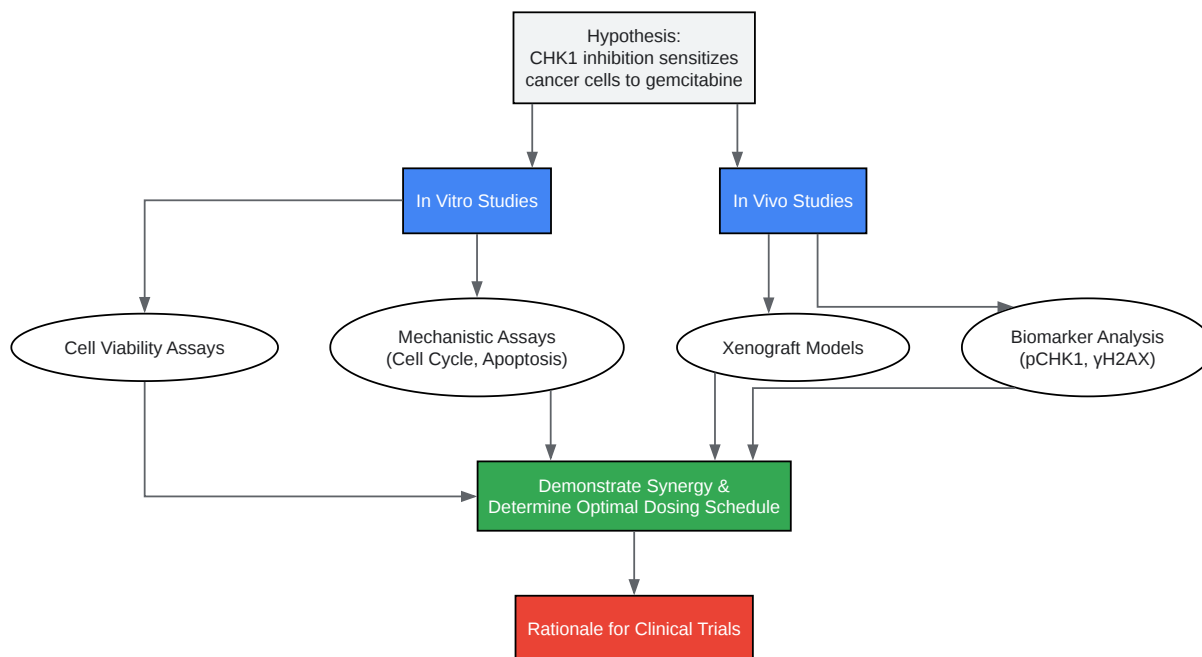 Hypothesis:
CHK1 inhibition sensitizes
cancer cells to gemcitabine
In Vitro Studies
In Vivo Studies
Cell Viability Assays
Mechanistic Assays
(Cell Cycle, Apoptosis)
Xenograft Models
Biomarker Analysis
(pCHK1, γH2AX)
Demonstrate Synergy &
Determine Optimal Dosing Schedule
Rationale for Clinical Trials